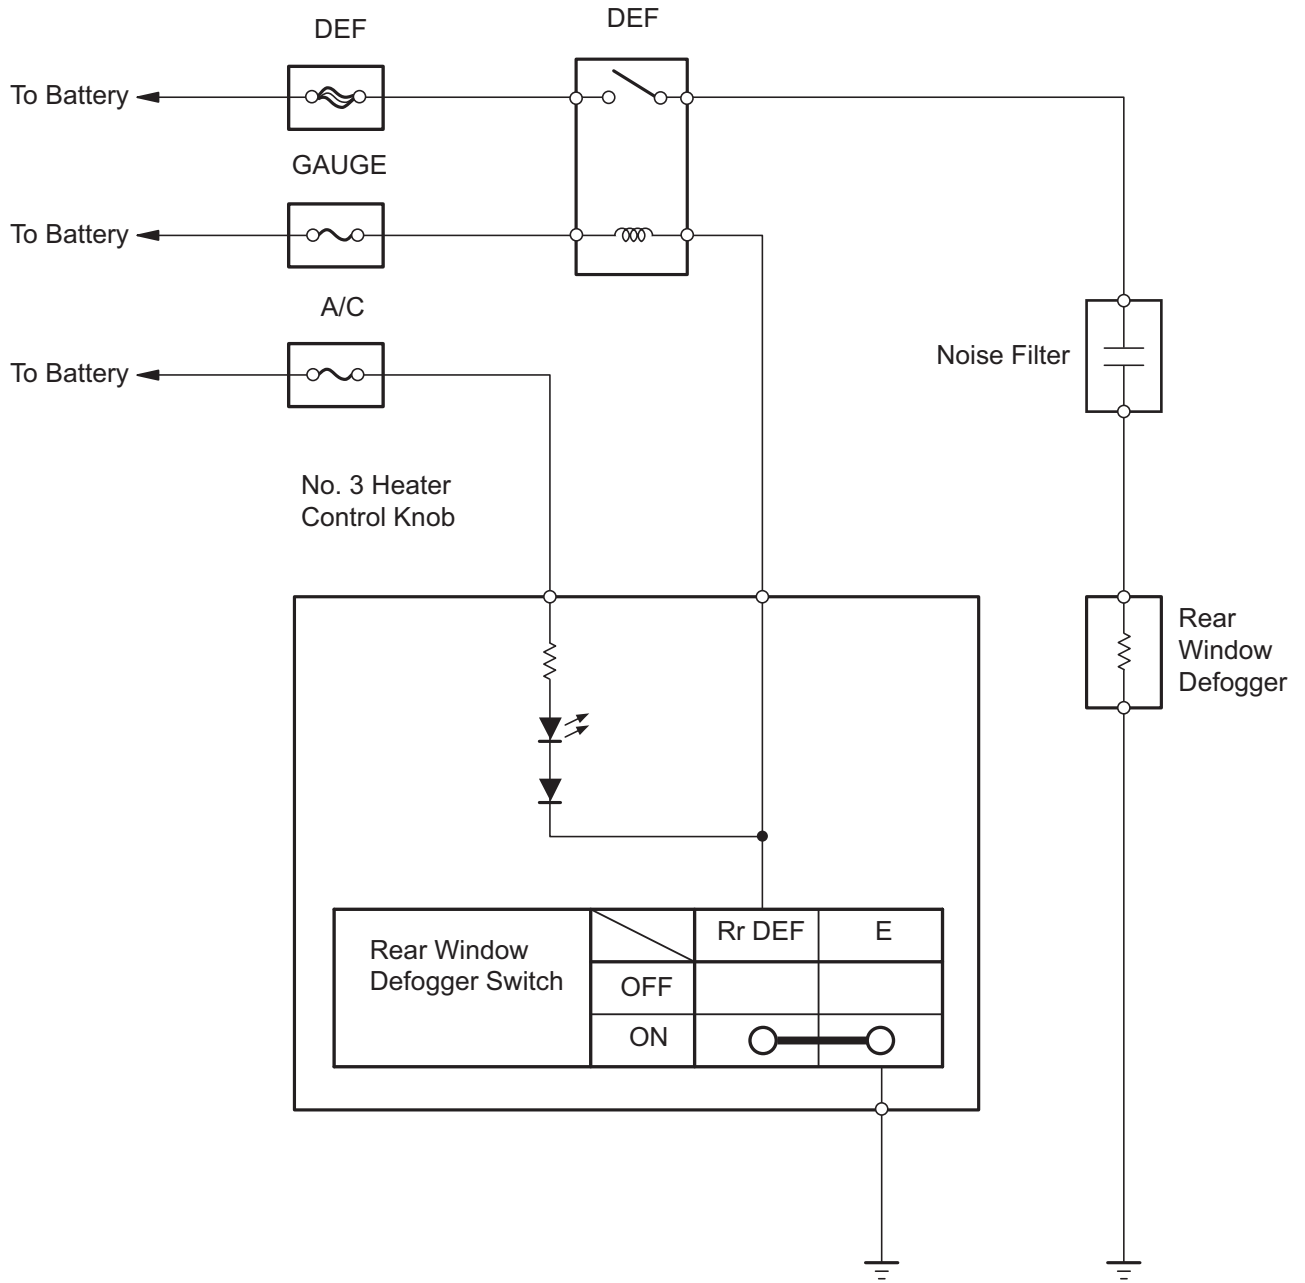 DEF
DEF
To Battery
GAUGE
To Battery
A/C
To Battery
Noise Filter
No. 3 Heater
Control Knob
Rear
Window
Defogger
Rear Window
Defogger Switch
Rr DEF
E
OFF
ON